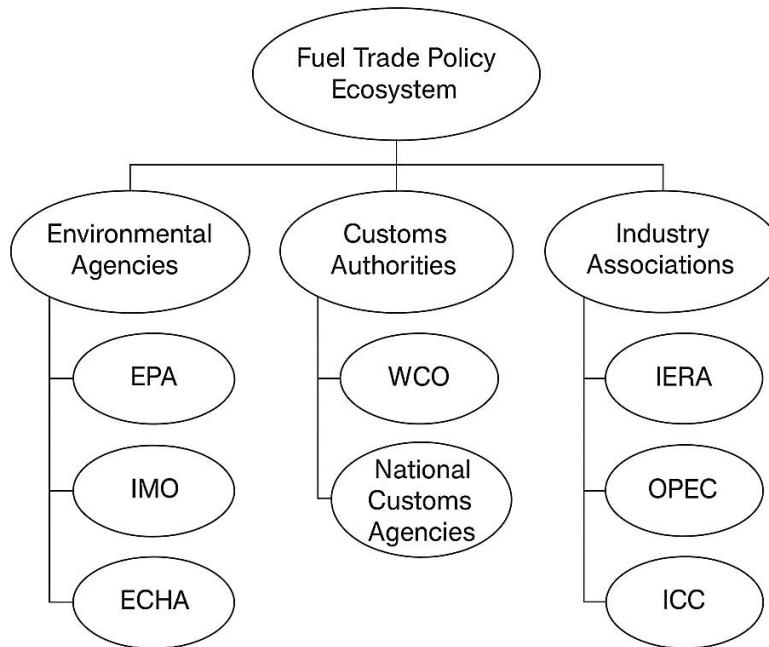 Fuel Trade Policy
Ecosystem
Environmental
Agencies
Customs
Authorities
Industry
Associations
EPA
WCO
IERA
IMO
National
Customs
Agencies
OPEC
ECHA
ICC